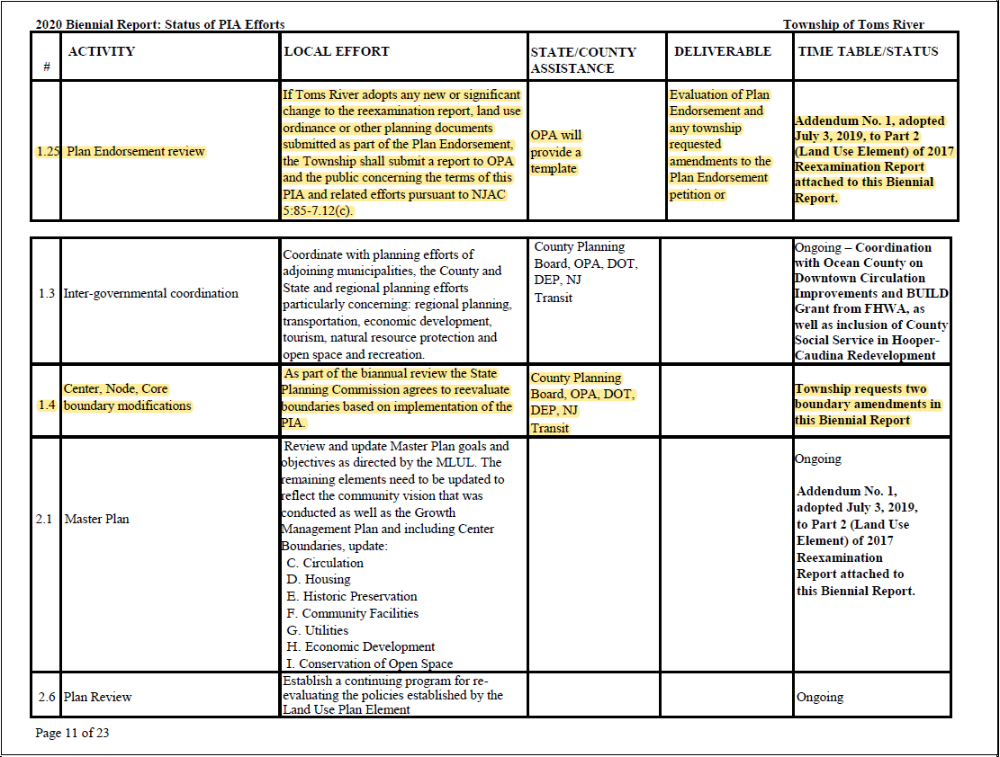 2020 Biennial Report: Status of PIA Efforts
Township of Toms River
#
ACTIVITY
LOCAL EFFORT
STATE/COUNTY
ASSISTANCE
DELIVERABLE
TIME TABLE/STATUS
1.25
Plan Endorsement review
If Toms River adopts any new or significant
change to the reexamination report, land use
ordinance or other planning documents
submitted as part of the Plan Endorsement,
the Township shall submit a report to OPA
and the public concerning the terms of this
PIA and related efforts pursuant to NJAC
5:85-7.12(c).
OPA will
provide a
template
Evaluation of Plan
Endorsement and
any township
requested
amendments to the
Plan Endorsement
petition or
Addendum No. 1, adopted
July 3, 2019, to Part 2
(Land Use Element) of 2017
Reexamination Report
attached to this Biennial
Report.
1.3
Inter-governmental coordination
Coordinate with planning efforts of
adjoining municipalities, the County and
State and regional planning efforts
particularly concerning: regional planning,
transportation, economic development,
tourism, natural resource protection and
open space and recreation.
County Planning
Board, OPA, DOT,
DEP, NJ
Transit
Ongoing – Coordination
with Ocean County on
Downtown Circulation
Improvements and BUILD
Grant from FHWA, as
well as inclusion of County
Social Service in Hooper-
Caudina Redevelopment
1.4
Center, Node, Core
boundary modifications
As part of the biannual review the State
Planning Commission agrees to reevaluate
boundaries based on implementation of the
PIA.
County Planning
Board, OPA, DOT,
DEP, NJ
Transit
Township requests two
boundary amendments in
this Biennial Report
2.1
Master Plan
Review and update Master Plan goals and
objectives as directed by the MLUL. The
remaining elements need to be updated to
reflect the community vision that was
conducted as well as the Growth
Management Plan and including Center
Boundaries, update:
C. Circulation
D. Housing
E. Historic Preservation
F. Community Facilities
G. Utilities
H. Economic Development
I. Conservation of Open Space
Ongoing
Addendum No. 1,
adopted July 3, 2019,
to Part 2 (Land Use
Element) of 2017
Reexamination
Report attached to
this Biennial Report.
2.6
Plan Review
Establish a continuing program for re-
evaluating the policies established by the
Land Use Plan Element
Ongoing
Page 11 of 23